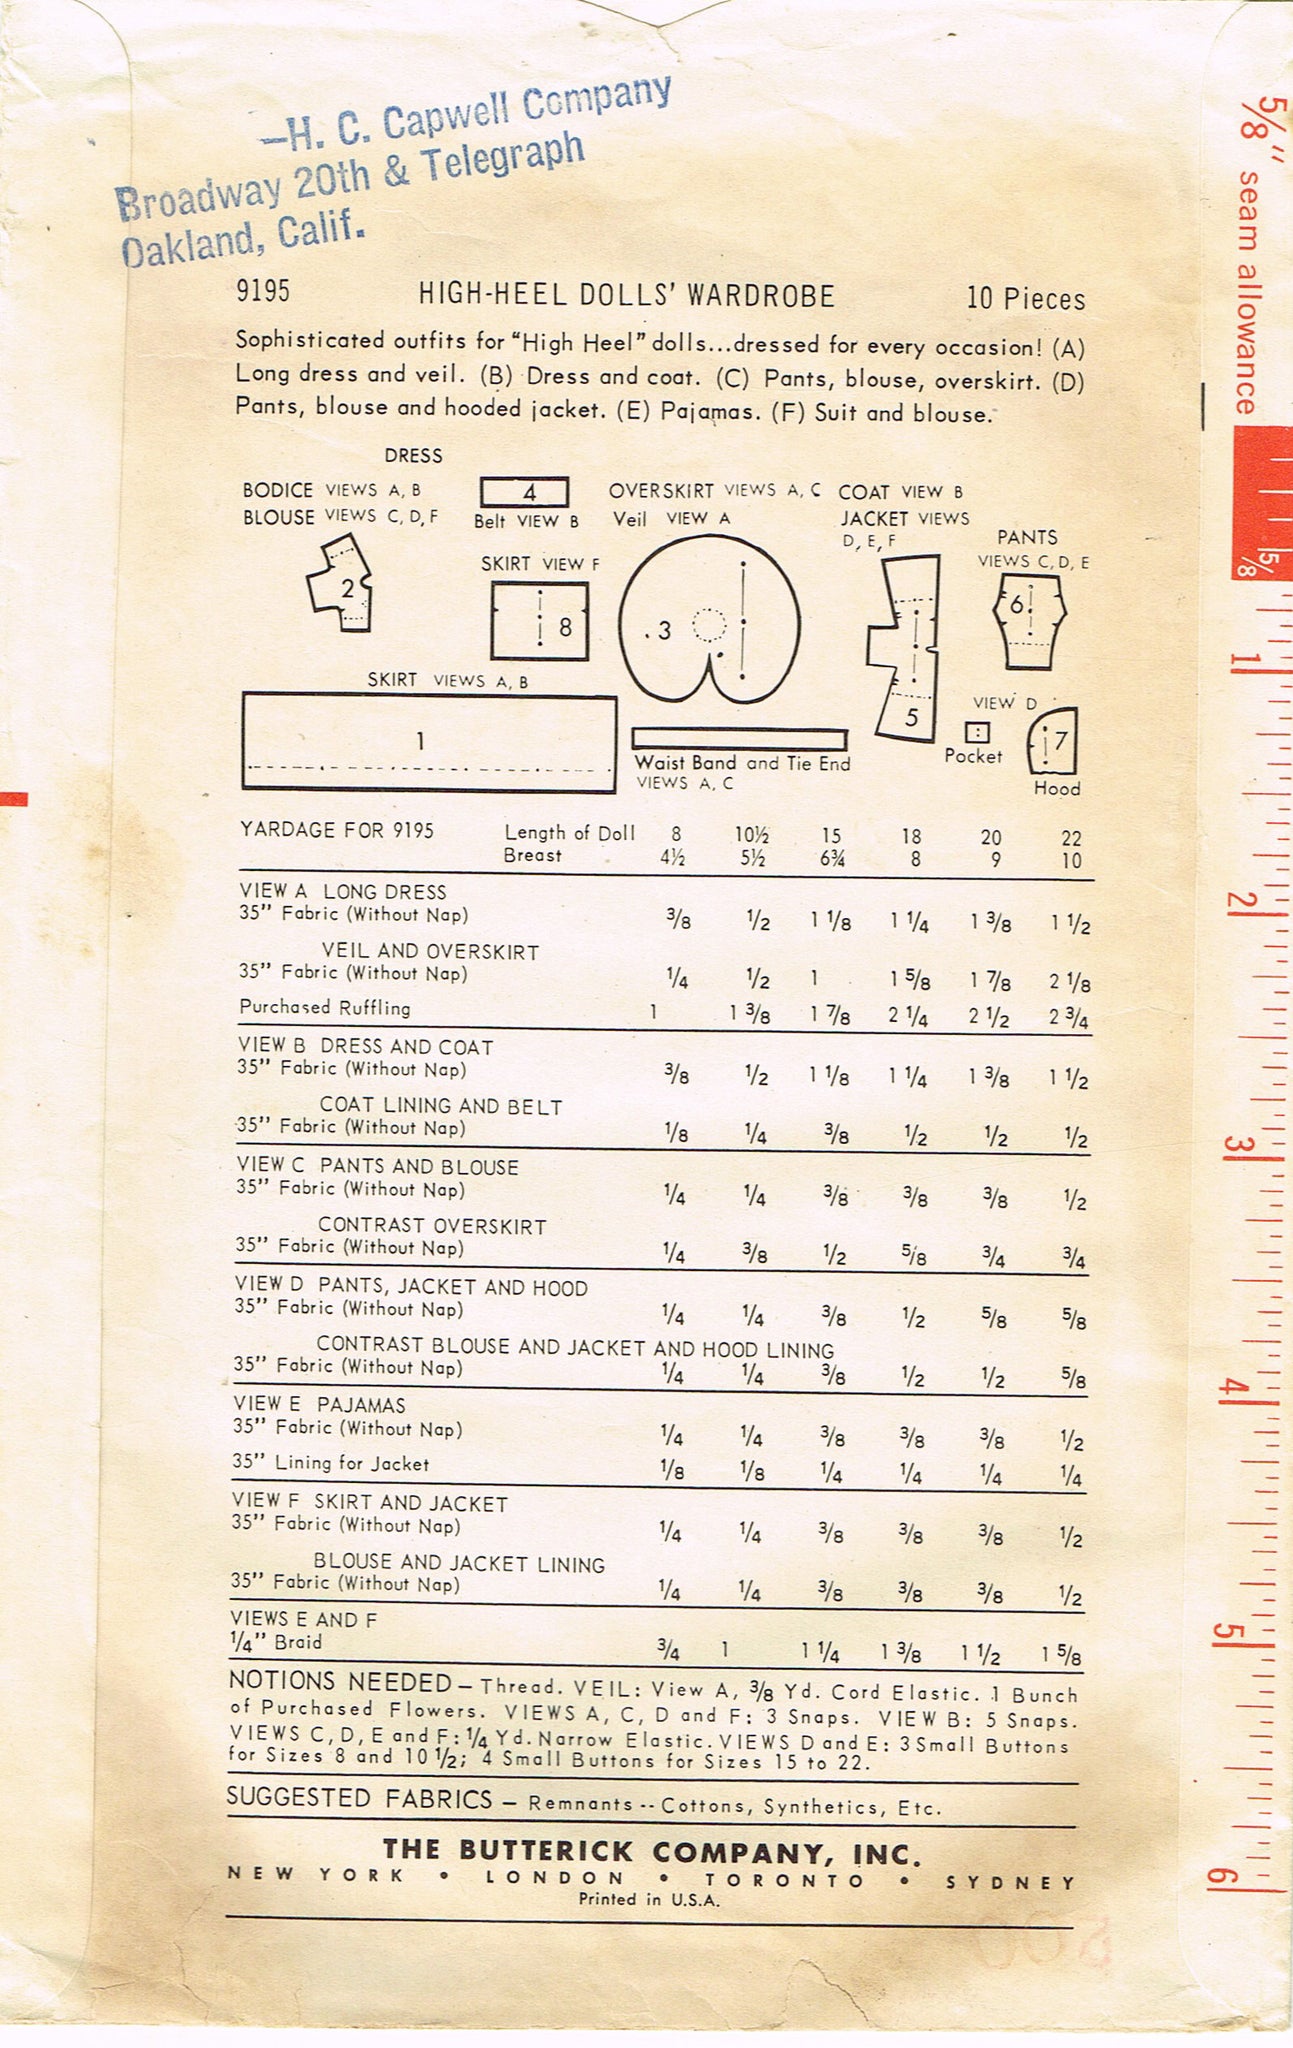 —H. C. Capwell Company
Broadway 20th & Telegraph
Oakland, Calif.
5/8" seam allowance
9195 HIGH-HEEL DOLLS' WARDROBE 10 Pieces
Sophisticated outfits for "High Heel" dolls...dressed for every occasion! (A)
Long dress and veil. (B) Dress and coat. (C) Pants, blouse, overskirt. (D)
Pants, blouse and hooded jacket. (E) Pajamas. (F) Suit and blouse.
DRESS
BODICE VIEWS A, B
BLOUSE VIEWS C, D, F
2
4
Belt VIEW B
SKIRT VIEW F
8
OVERSKIRT VIEWS A, C
Veil VIEW A
3
COAT VIEW B
JACKET VIEWS
D, E, F
5
PANTS
VIEWS C, D, E
6
SKIRT VIEWS A, B
1
Waist Band and Tie End
VIEWS A, C
VIEW D
Pocket
7
Hood
YARDAGE FOR 9195 Length of Doll 8 10½ 15 18 20 22
Breast 4½ 5½ 6¾ 8 9 10
VIEW A LONG DRESS
35" Fabric (Without Nap) 3/8 1/2 1 1/8 1 1/4 1 3/8 1 1/2
VEIL AND OVERSKIRT
35" Fabric (Without Nap) 1/4 1/2 1 1 5/8 1 7/8 2 1/8
Purchased Ruffling 1 1 3/8 1 7/8 2 1/4 2 1/2 2 3/4
VIEW B DRESS AND COAT
35" Fabric (Without Nap) 3/8 1/2 1 1/8 1 1/4 1 3/8 1 1/2
COAT LINING AND BELT
35" Fabric (Without Nap) 1/8 1/4 3/8 1/2 1/2 1/2
VIEW C PANTS AND BLOUSE
35" Fabric (Without Nap) 1/4 1/4 3/8 3/8 3/8 1/2
CONTRAST OVERSKIRT
35" Fabric (Without Nap) 1/4 3/8 1/2 5/8 3/4 3/4
VIEW D PANTS, JACKET AND HOOD
35" Fabric (Without Nap) 1/4 1/4 3/8 1/2 5/8 5/8
CONTRAST BLOUSE AND JACKET AND HOOD LINING
35" Fabric (Without Nap) 1/4 1/4 3/8 1/2 1/2 5/8
VIEW E PAJAMAS
35" Fabric (Without Nap) 1/4 1/4 3/8 3/8 3/8 1/2
35" Lining for Jacket 1/8 1/8 1/4 1/4 1/4 1/4
VIEW F SKIRT AND JACKET
35" Fabric (Without Nap) 1/4 1/4 3/8 3/8 3/8 1/2
BLOUSE AND JACKET LINING
35" Fabric (Without Nap) 1/4 1/4 3/8 3/8 3/8 1/2
VIEWS E AND F
1/4" Braid 3/4 1 1 1/4 1 3/8 1 1/2 1 5/8
NOTIONS NEEDED — Thread. VEIL: View A, 3/8 Yd. Cord Elastic. 1 Bunch
of Purchased Flowers. VIEWS A, C, D and F: 3 Snaps. VIEW B: 5 Snaps.
VIEWS C, D, E and F: 1/4 Yd. Narrow Elastic. VIEWS D and E: 3 Small Buttons
for Sizes 8 and 10 1/2; 4 Small Buttons for Sizes 15 to 22.
SUGGESTED FABRICS — Remnants -- Cottons, Synthetics, Etc.
THE BUTTERICK COMPANY, INC.
NEW YORK • LONDON • TORONTO • SYDNEY
Printed in U.S.A.
5/8
1
2
3
4
5
6